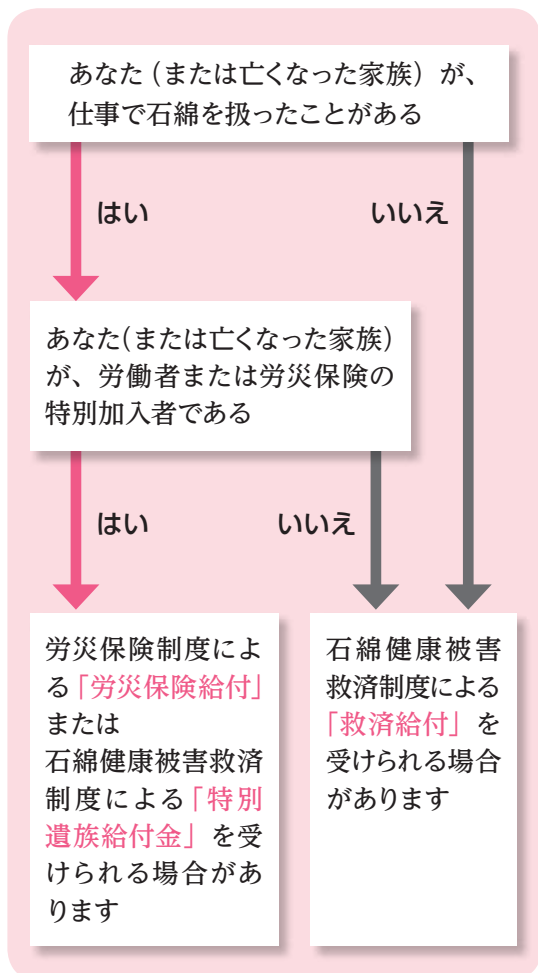 あなた（または亡くなった家族）が、
仕事で石綿を扱ったことがある
はい
いいえ
あなた（または亡くなった家族）
が、労働者または労災保険の
特別加入者である
はい
いいえ
労災保険制度によ
る「労災保険給付」
または
石綿健康被害救済
制度による「特別
遺族給付金」を受
けられる場合があ
ります
石綿健康被害
救済制度による
「救済給付」を
受けられる場合
があります